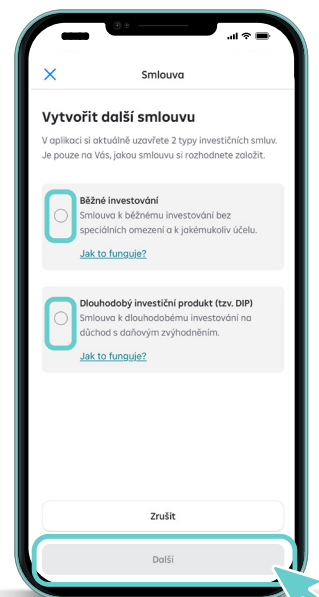 Smlouva
Vytvořit další smlouvu
V aplikaci si aktuálně uzavřete 2 typy investičních smluv.
Je pouze na Vás, jakou smlouvu si rozhodnete založit.
Běžné investování
Smlouva k běžnému investování bez
speciálních omezení a k jakémukoliv účelu.
Jak to funguje?
Dlouhodobý investiční produkt (tzv. DIP)
Smlouva k dlouhodobému investování na
důchod s daňovým zvýhodněním.
Jak to funguje?
Zrušit
Další